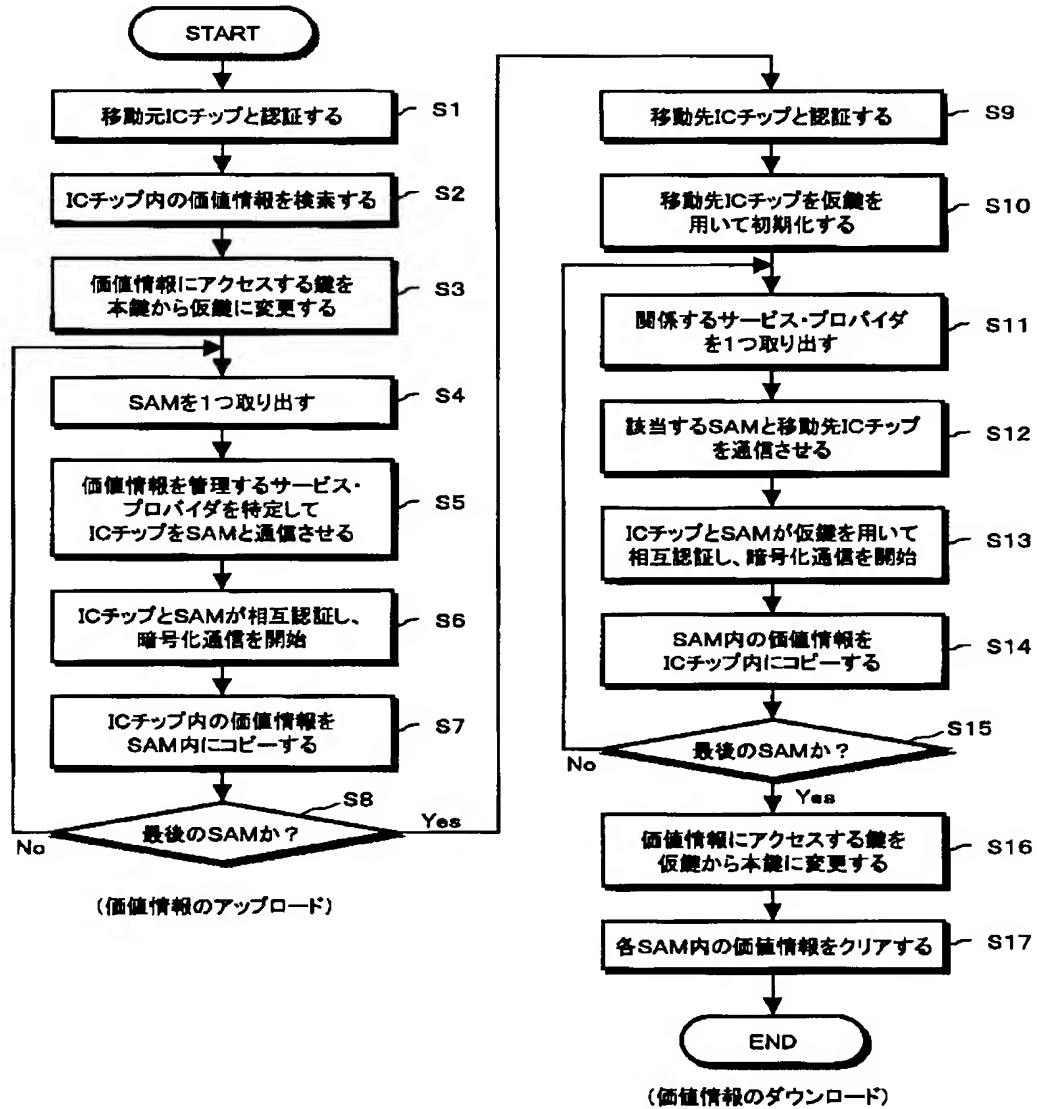 START
移動元ICチップと認証する
S1
ICチップ内の価値情報を検索する
S2
価値情報にアクセスする鍵を
本鍵から仮鍵に変更する
S3
SAMを1つ取り出す
S4
価値情報を管理するサービス・
プロバイダを特定して
ICチップをSAMと通信させる
S5
ICチップとSAMが相互認証し、
暗号化通信を開始
S6
ICチップ内の価値情報を
SAM内にコピーする
S7
S8
最後のSAMか?
No
Yes
(価値情報のアップロード)
移動先ICチップと認証する
S9
移動先ICチップを仮鍵を
用いて初期化する
S10
関係するサービス・プロバイダ
を1つ取り出す
S11
該当するSAMと移動先ICチップ
を通信させる
S12
ICチップとSAMが仮鍵を用いて
相互認証し、暗号化通信を開始
S13
SAM内の価値情報を
ICチップ内にコピーする
S14
S15
最後のSAMか?
No
Yes
価値情報にアクセスする鍵を
仮鍵から本鍵に変更する
S16
各SAM内の価値情報をクリアする
S17
END
(価値情報のダウンロード)